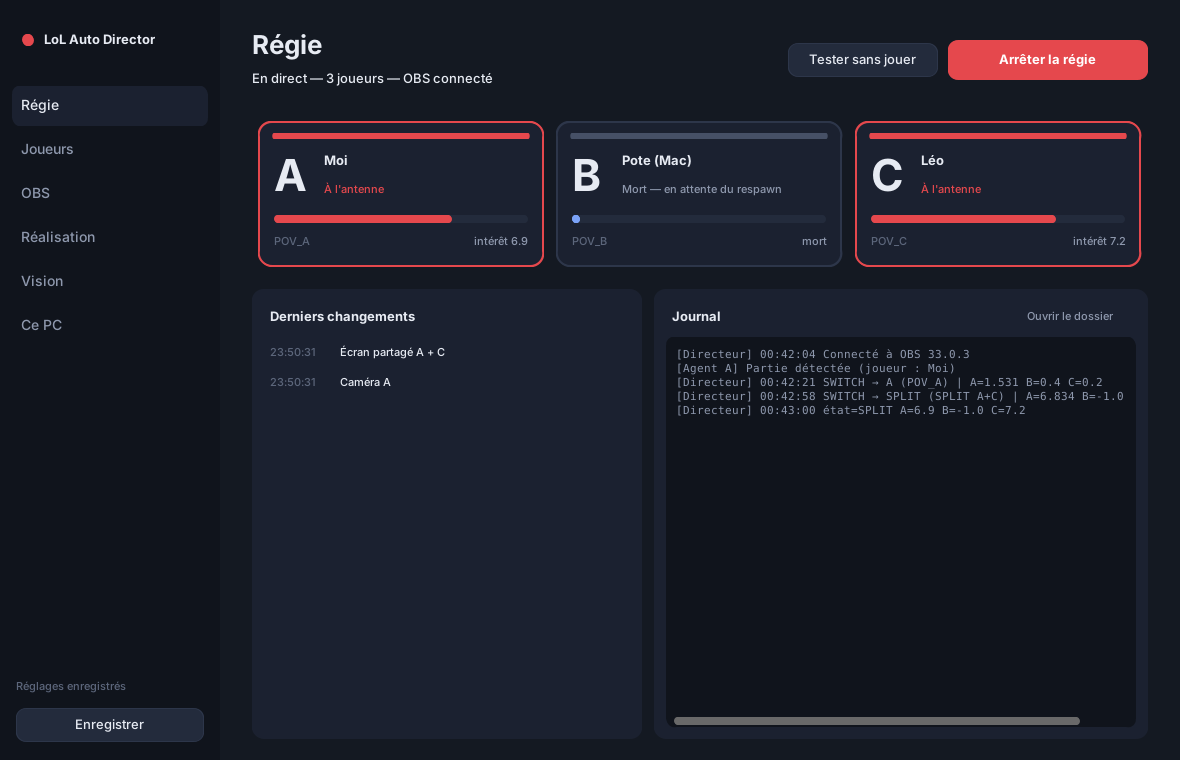 LoL Auto Director
Régie
Joueurs
OBS
Réalisation
Vision
Ce PC
Réglages enregistrés
Enregistrer
Régie
En direct — 3 joueurs — OBS connecté
Tester sans jouer
Arrêter la régie
A
Moi
À l'antenne
POV_A
intérêt 6.9
B
Pote (Mac)
Mort — en attente du respawn
POV_B
mort
C
Léo
À l'antenne
POV_C
intérêt 7.2
Derniers changements
23:50:31 Écran partagé A + C
23:50:31 Caméra A
Journal
Ouvrir le dossier
[Directeur] 00:42:04 Connecté à OBS 33.0.3
[Agent A] Partie détectée (joueur : Moi)
[Directeur] 00:42:21 SWITCH → A (POV_A) | A=1.531 B=0.4 C=0.2
[Directeur] 00:42:58 SWITCH → SPLIT (SPLIT A+C) | A=6.834 B=-1.0
[Directeur] 00:43:00 état=SPLIT A=6.9 B=-1.0 C=7.2